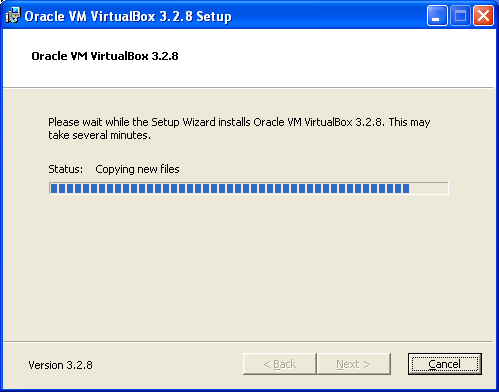 Oracle VM VirtualBox 3.2.8 Setup
Oracle VM VirtualBox 3.2.8
Please wait while the Setup Wizard installs Oracle VM VirtualBox 3.2.8. This may
take several minutes.
Status: Copying new files
Version 3.2.8
< Back Next > Cancel